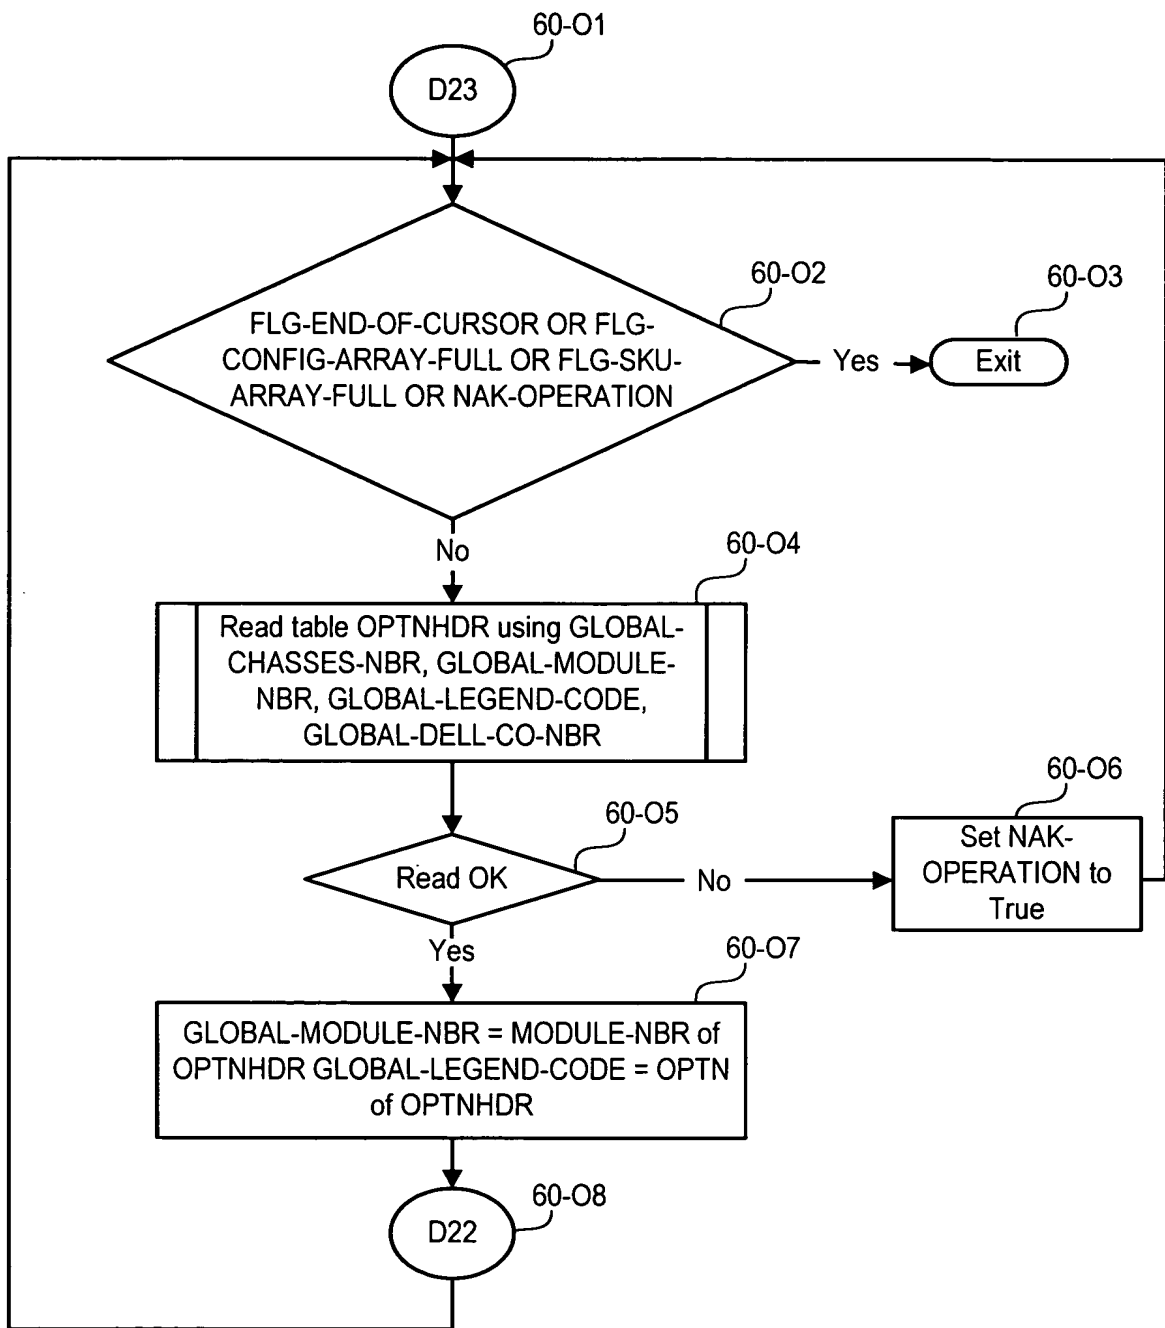 60-O1
D23
60-O2
FLG-END-OF-CURSOR OR FLG-
CONFIG-ARRAY-FULL OR FLG-SKU-
ARRAY-FULL OR NAK-OPERATION
Yes
60-O3
Exit
No
60-O4
Read table OPTNHDR using GLOBAL-
CHASSES-NBR, GLOBAL-MODULE-
NBR, GLOBAL-LEGEND-CODE,
GLOBAL-DELL-CO-NBR
60-O5
Read OK
No
60-O6
Set NAK-
OPERATION to
True
Yes
60-O7
GLOBAL-MODULE-NBR = MODULE-NBR of
OPTNHDR GLOBAL-LEGEND-CODE = OPTN
of OPTNHDR
60-O8
D22